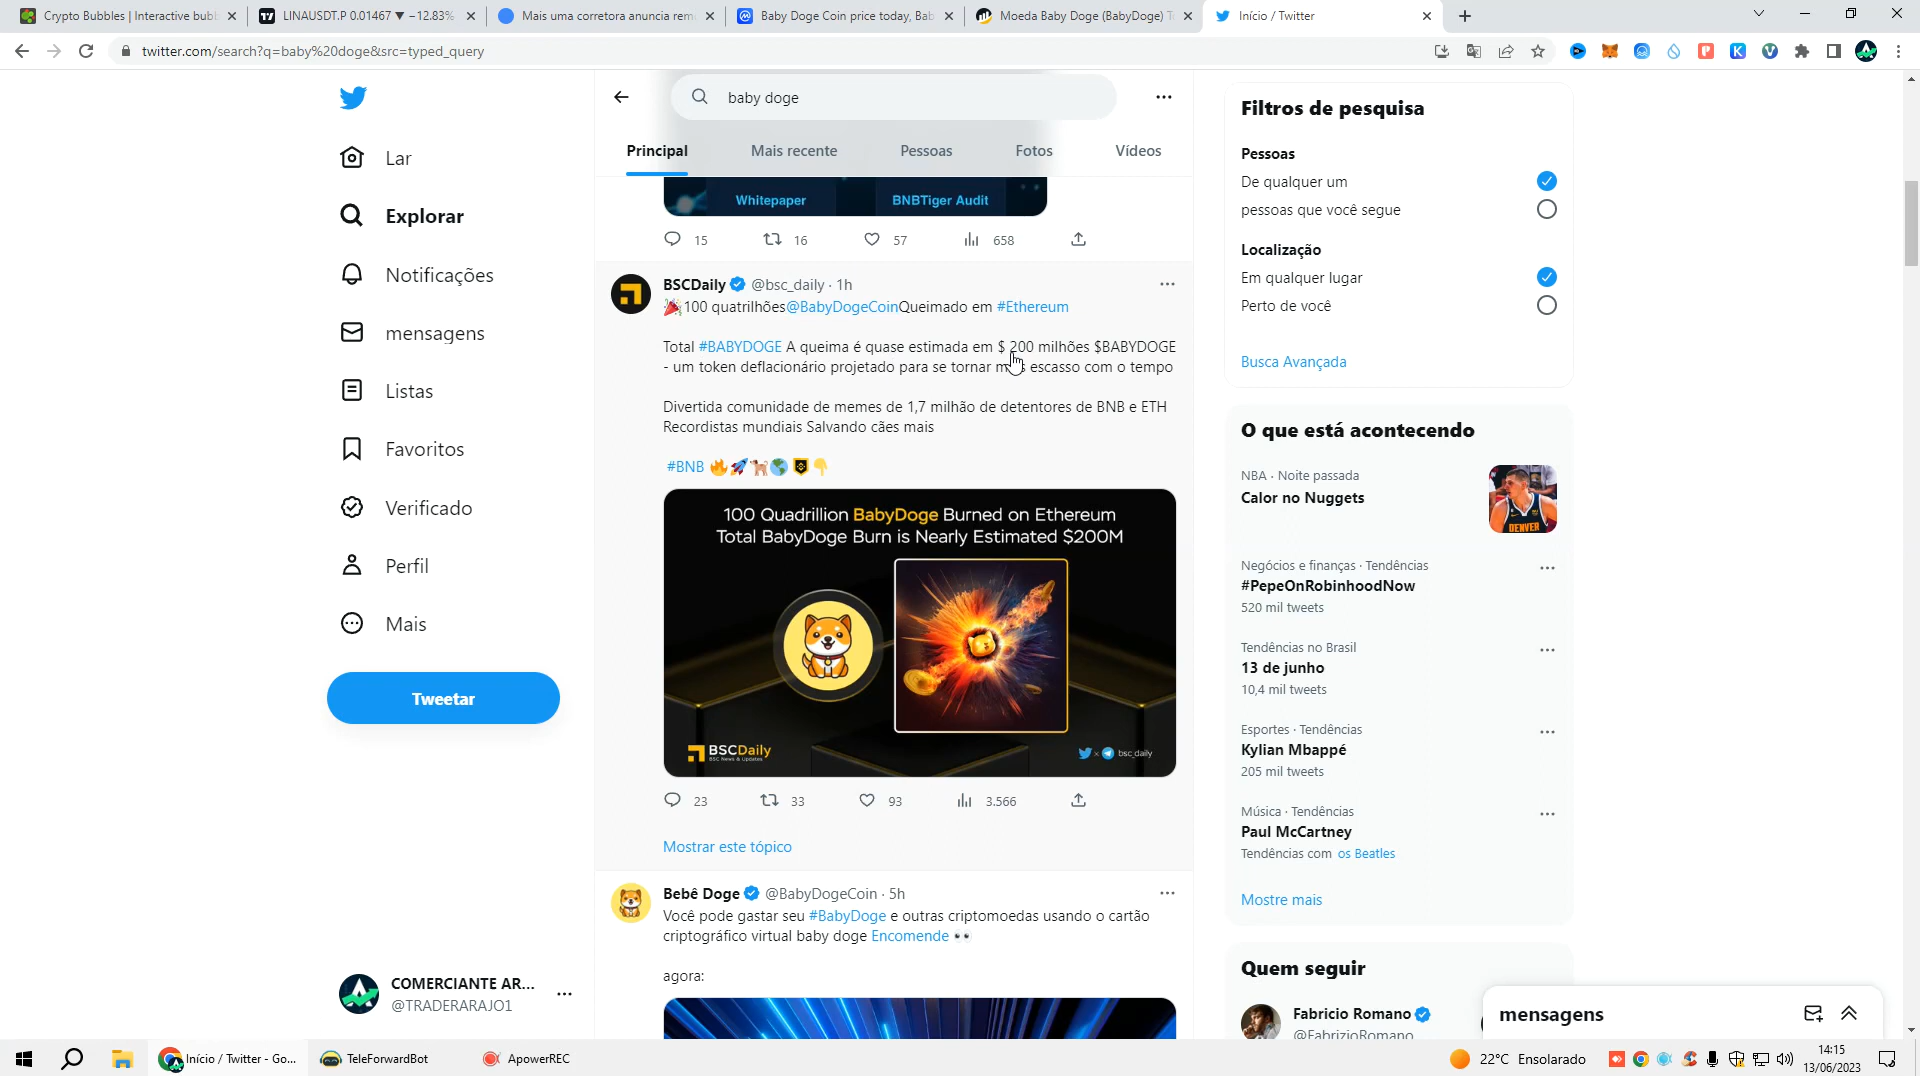 Crypto Bubbles | Interactive bubb
LINAUSDT.P 0.01467 ▼ −12.83%
Mais uma corretora anuncia rem
Baby Doge Coin price today, Bab
Moeda Baby Doge (BabyDoge) T
Início / Twitter
twitter.com/search?q=baby%20doge&src=typed_query
baby doge
Principal
Mais recente
Pessoas
Fotos
Vídeos
Lar
Explorar
Notificações
mensagens
Listas
Favoritos
Verificado
Perfil
Mais
Tweetar
COMERCIANTE AR...
@TRADERARAJO1
Whitepaper
BNBTiger Audit
15
16
57
658
BSCDaily @bsc_daily · 1h
100 quatrilhões@BabyDogeCoinQueimado em #Ethereum
Total #BABYDOGE A queima é quase estimada em $ 200 milhões $BABYDOGE
- um token deflacionário projetado para se tornar escasso com o tempo
Divertida comunidade de memes de 1,7 milhão de detentores de BNB e ETH
Recordistas mundiais Salvando cães mais
#BNB 🔥🚀🐕🌎
100 Quadrillion BabyDoge Burned on Ethereum
Total BabyDoge Burn is Nearly Estimated $200M
BSCDaily
BSC News & Updates
bsc_daily
23
33
93
3.566
Mostrar este tópico
Bebê Doge @BabyDogeCoin · 5h
Você pode gastar seu #BabyDoge e outras criptomoedas usando o cartão
criptográfico virtual baby doge Encomende 👀
agora:
Filtros de pesquisa
Pessoas
De qualquer um
pessoas que você segue
Localização
Em qualquer lugar
Perto de você
Busca Avançada
O que está acontecendo
NBA · Noite passada
Calor no Nuggets
DENVER
Negócios e finanças · Tendências
#PepeOnRobinhoodNow
520 mil tweets
Tendências no Brasil
13 de junho
10,4 mil tweets
Esportes · Tendências
Kylian Mbappé
205 mil tweets
Música · Tendências
Paul McCartney
Tendências com os Beatles
Mostre mais
Quem seguir
Fabricio Romano
@FabrizioRomano
mensagens
Início / Twitter - Go...
TeleForwardBot
ApowerREC
22°C Ensolarado
14:15
13/06/2023